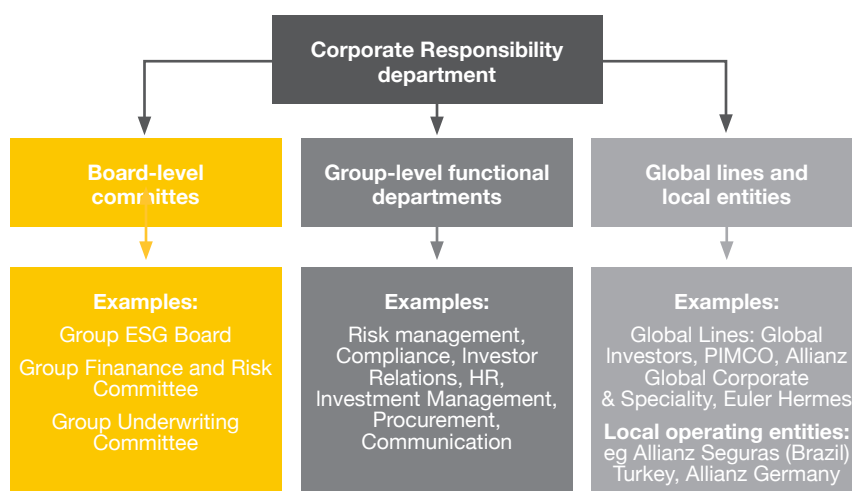 Corporate Responsibility
department
Board-level
committes
Group-level functional
departments
Global lines and
local entities
Examples:
Group ESG Board
Group Finanance and Risk
Committee
Group Underwriting
Committee
Examples:
Risk management,
Compliance, Investor
Relations, HR,
Investment Management,
Procurement,
Communication
Examples:
Global Lines: Global
Investors, PIMCO, Allianz
Global Corporate
& Speciality, Euler Hermes
Local operating entities:
eg Allianz Seguras (Brazil)
Turkey, Allianz Germany